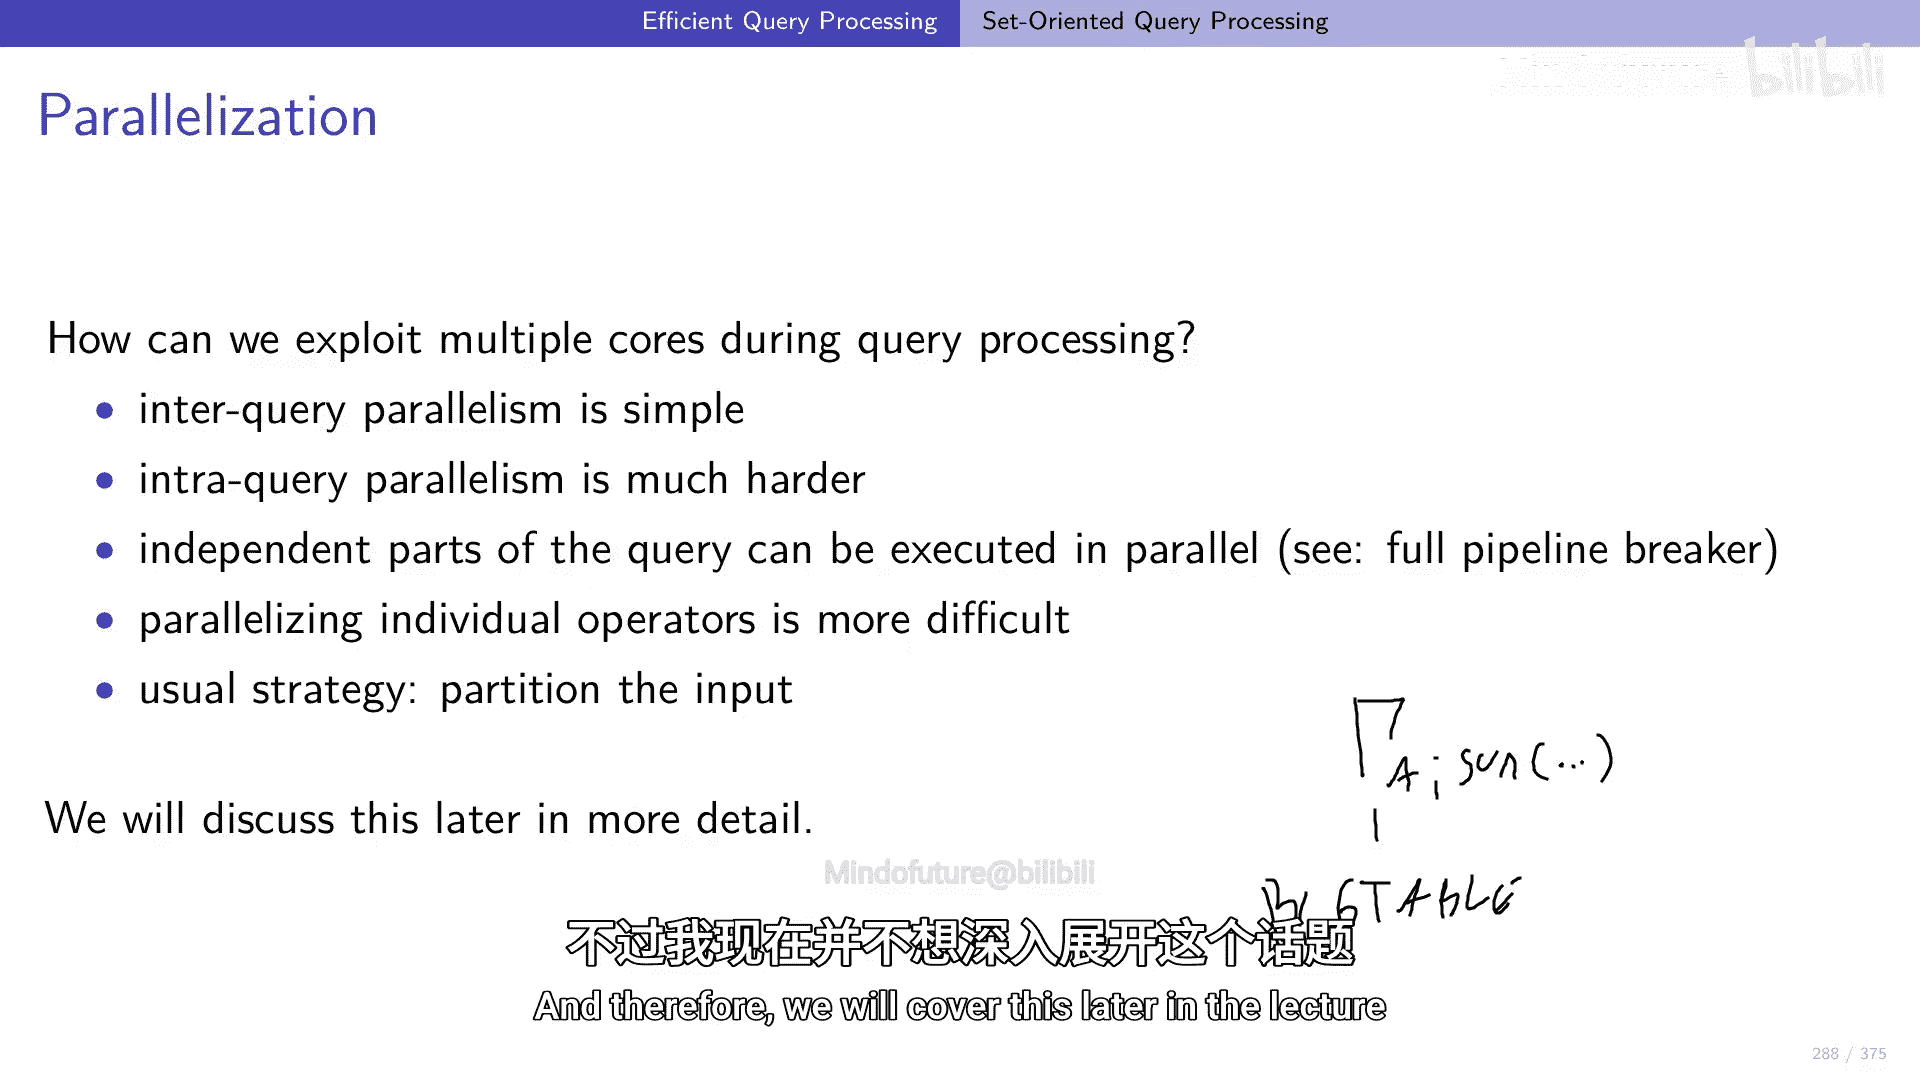 Efficient Query Processing Set-Oriented Query Processing
bilibili
Parallelization
How can we exploit multiple cores during query processing?
• inter-query parallelism is simple
• intra-query parallelism is much harder
• independent parts of the query can be executed in parallel (see: full pipeline breaker)
• parallelizing individual operators is more difficult
• usual strategy: partition the input
Γ A; sum(...)
We will discuss this later in more detail.
Mindofuture@bilibili
TABLE
不过我现在并不想深入展开这个话题
And therefore, we will cover this later in the lecture
288 / 375